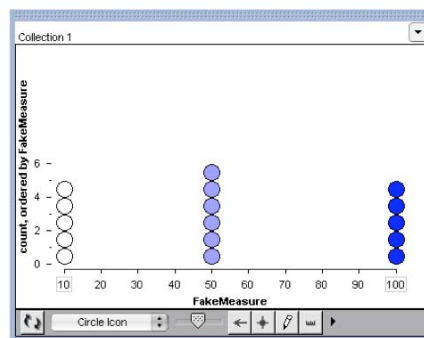 Collection 1
count, ordered by FakeMeasure
6
4
2
0
10 20 30 40 50 60 70 80 90 100
FakeMeasure
Circle Icon